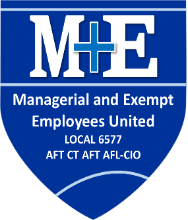 M+E
Managerial and Exempt
Employees United
LOCAL 6577
AFT CT AFT AFL-CIO